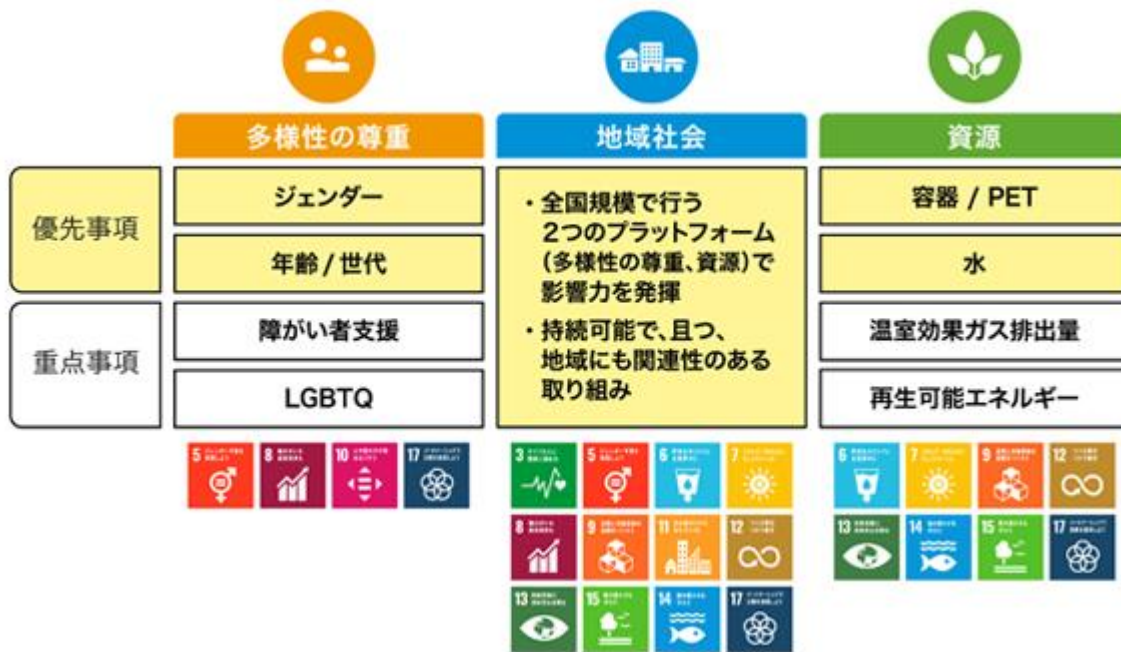 多様性の尊重
地域社会
資源
優先事項
ジェンダー
年齢 / 世代
・全国規模で行う
2つのプラットフォーム
(多様性の尊重、資源)で
影響力を発揮
・持続可能で、且つ、
地域にも関連性のある
取り組み
容器 / PET
水
重点事項
障がい者支援
LGBTQ
温室効果ガス排出量
再生可能エネルギー
5
8
10
17
3
5
6
7
8
9
11
12
13
15
14
17
6
7
9
12
13
14
15
17